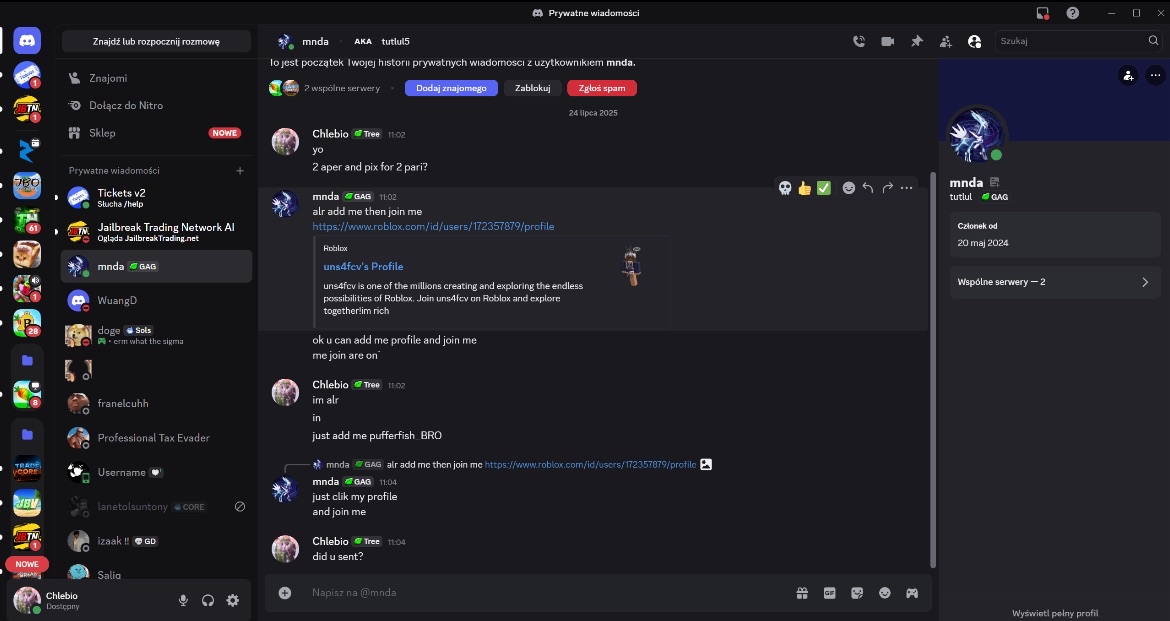 Prywatne wiadomości
Znajdź lub rozpocznij rozmowę
Znajomi
Dołącz do Nitro
Sklep
NOWE
Prywatne wiadomości
Tickets v2
Słucha /help
Jailbreak Trading Network AI
Ogląda JailbreakTrading.net
mnda GAG
WuangD
doge Sols
• erm what the sigma
franelcuhh
Professional Tax Evader
Username
lanetolsuntony CORE
izaak !! GD
Saliq
1
1
61
1
28
8
1
NOWE
Chlebio
Dostępny
mnda AKA tutlul5
Szukaj
To jest początek Twojej historii prywatnych wiadomości z użytkownikiem mnda.
2 wspólne serwery
Dodaj znajomego
Zablokuj
Zgłoś spam
24 lipca 2025
Chlebio Tree 11:02
yo
2 aper and pix for 2 pari?
mnda GAG 11:02
alr add me then join me
https://www.roblox.com/id/users/172357879/profile
Roblox
uns4fcv's Profile
uns4fcv is one of the millions creating and exploring the endless
possibilities of Roblox. Join uns4fcv on Roblox and explore
together!im rich
ok u can add me profile and join me
me join are on`
Chlebio Tree 11:02
im alr
in
just add me pufferfish_BRO
mnda GAG alr add me then join me https://www.roblox.com/id/users/172357879/profile
mnda GAG 11:04
just clik my profile
and join me
Chlebio Tree 11:04
did u sent?
Napisz na @mnda
GIF
mnda
tutlul GAG
Członek od
20 maj 2024
Wspólne serwery — 2
Wyświetl pełny profil